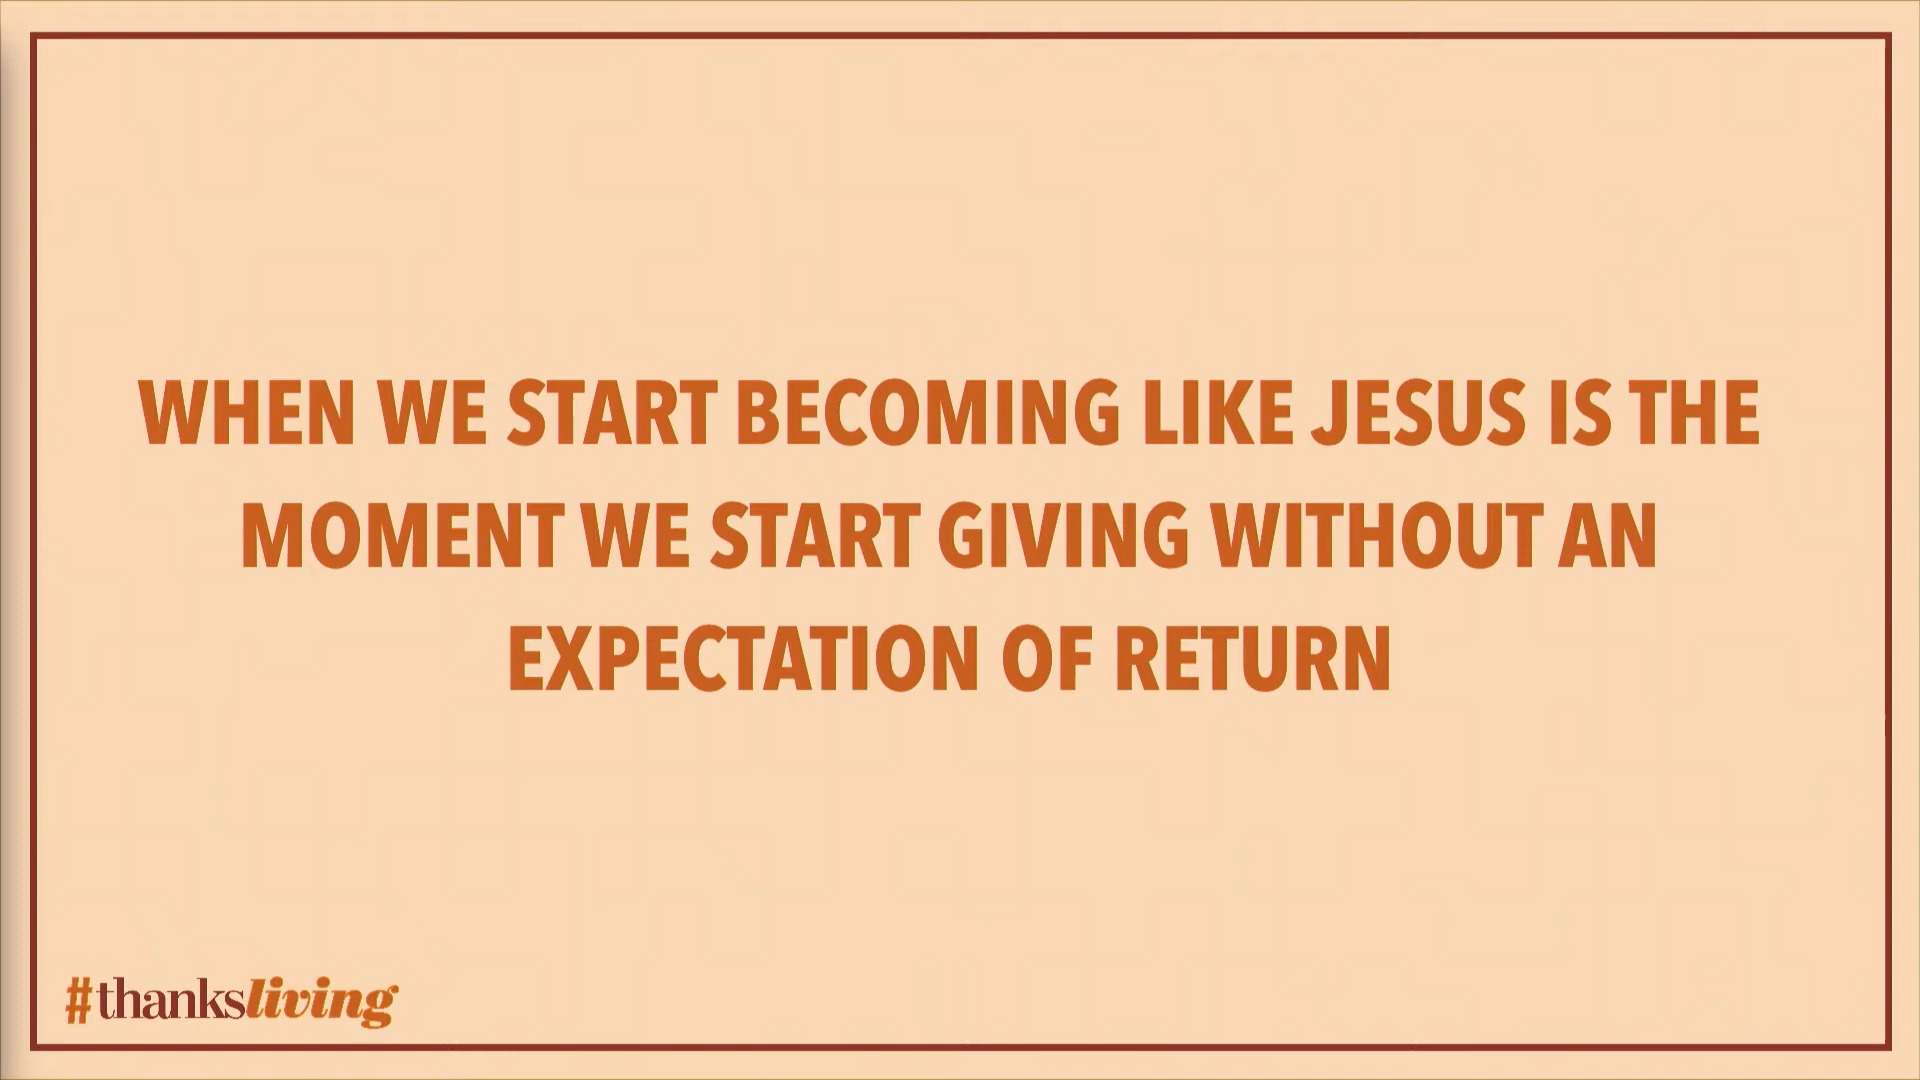 WHEN WE START BECOMING LIKE JESUS IS THE
MOMENT WE START GIVING WITHOUT AN
EXPECTATION OF RETURN
#thanksliving